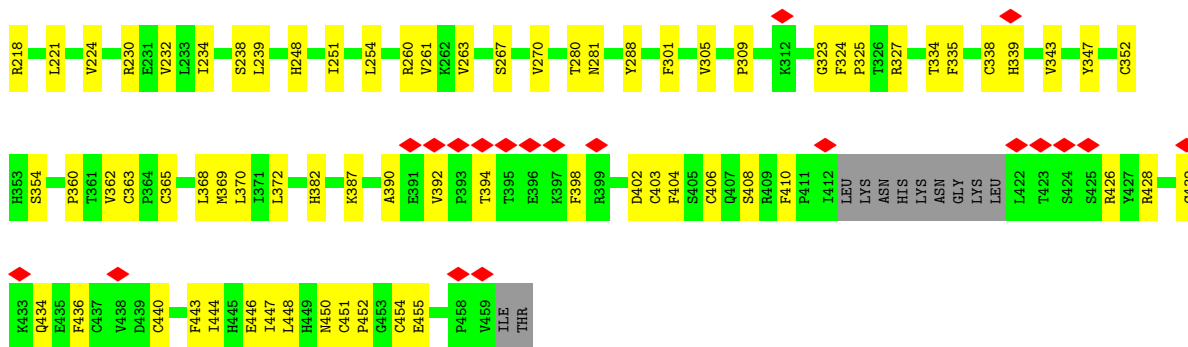 R218 L221 V224 R230 E231 V232 L233 I234 S238 L239 H248 I251 L254 R260 V261 K262 V263 S267 V270 T280 N281 Y288 F301 V305 P309 K312 G323 F324 P325 T326 R327 T334 F335 C338 H339 V343 Y347 C352
H353 S354 P360 T361 V362 C363 P364 C365 L368 M369 L370 I371 L372 H382 K387 A390 E391 V392 P393 T394 T395 E396 K397 F398 R399 D402 C403 F404 S405 C406 Q407 S408 R409 F410 P411 I412 LEU LYS ASN HIS LYS ASN GLY LYS LEU L422 T423 S424 S425 R426 Y427 R428
K433 Q434 E435 F436 C437 V438 D439 C440 F443 I444 H445 E446 I447 L448 H449 N450 C451 P452 G453 C454 E455 P458 V459 ILE THR